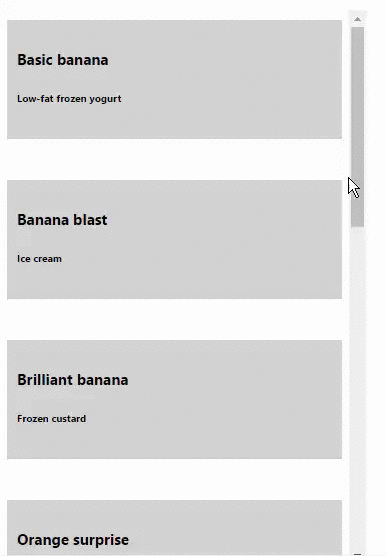 Basic banana
Low-fat frozen yogurt
Banana blast
Ice cream
Brilliant banana
Frozen custard
Orange surprise